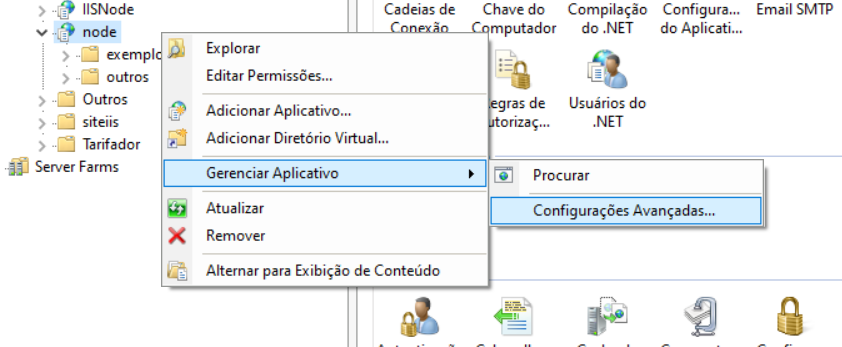 IISNode
node
exemplo
outros
Outros
siteiis
Tarifador
Server Farms
Explorar
Editar Permissões...
Adicionar Aplicativo...
Adicionar Diretório Virtual...
Gerenciar Aplicativo
Atualizar
Remover
Alternar para Exibição de Conteúdo
Procurar
Configurações Avançadas...
Cadeias de
Conexão
Chave do
Computador
Compilação
do .NET
Configura...
do Aplicati...
Email SMTP
egras de
utorizaç...
Usuários do
.NET